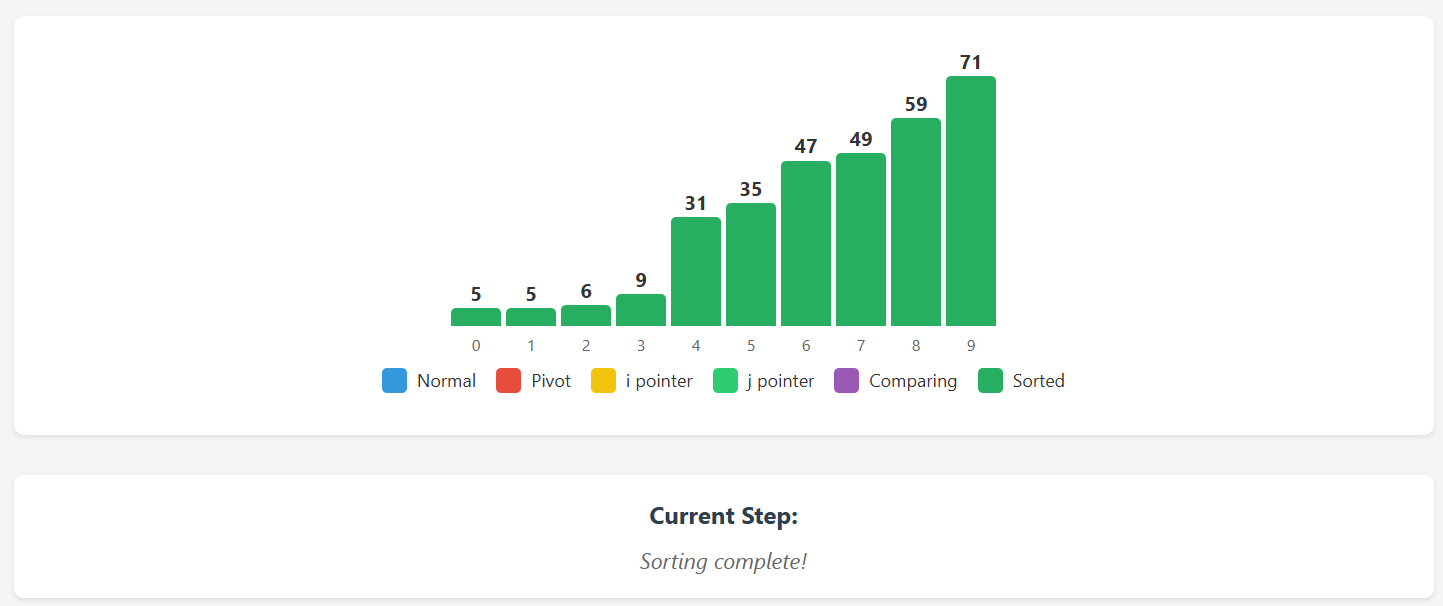 71
59
49
47
35
31
9
6
5 5
0 1 2 3 4 5 6 7 8 9
Normal Pivot i pointer j pointer Comparing Sorted
Current Step:
Sorting complete!